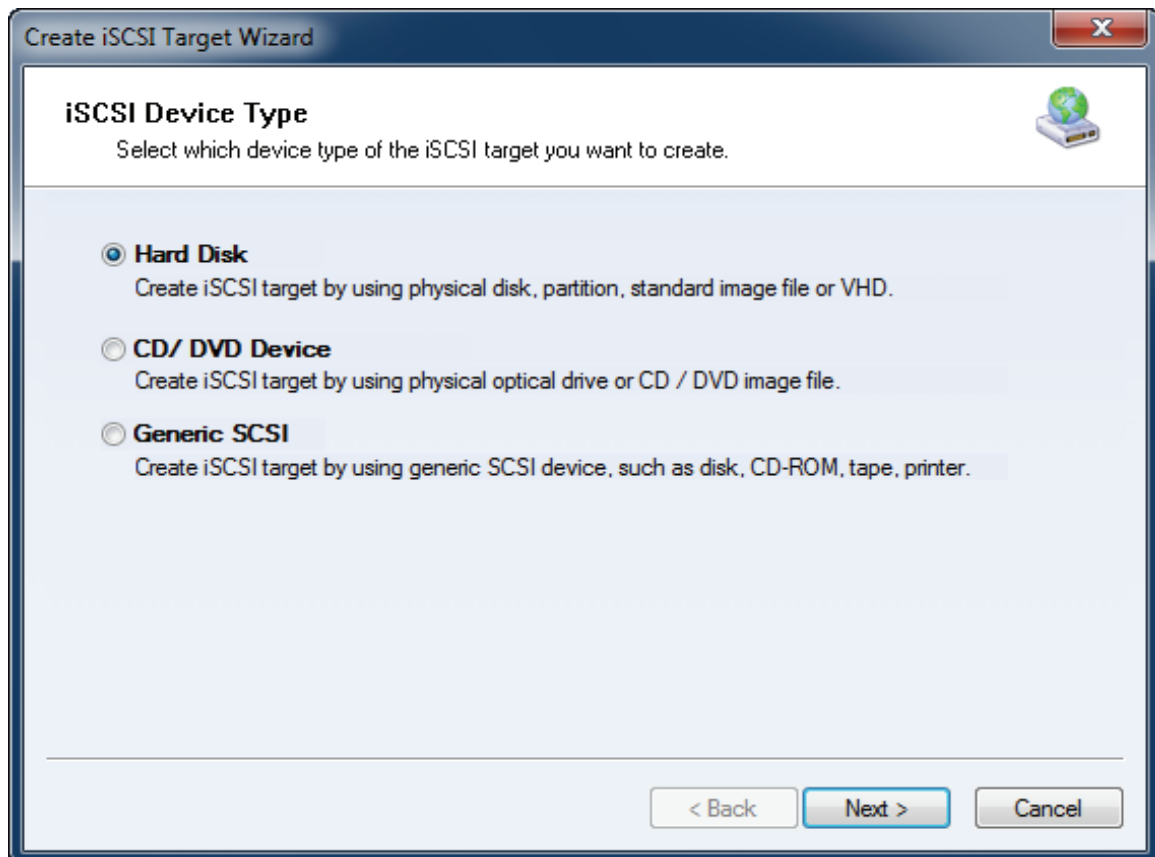 Create iSCSI Target Wizard
iSCSI Device Type
Select which device type of the iSCSI target you want to create.
Hard Disk
Create iSCSI target by using physical disk, partition, standard image file or VHD.
CD/ DVD Device
Create iSCSI target by using physical optical drive or CD / DVD image file.
Generic SCSI
Create iSCSI target by using generic SCSI device, such as disk, CD-ROM, tape, printer.
< Back Next > Cancel